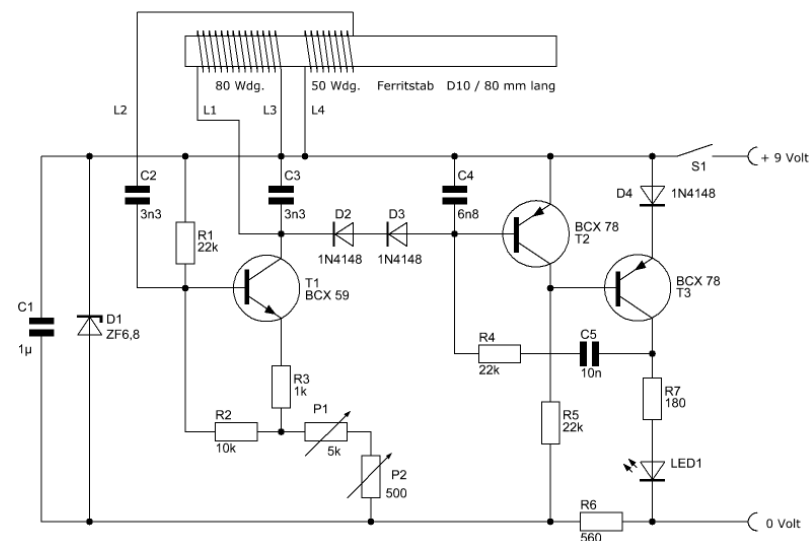 80 Wdg.
50 Wdg.
Ferritstab D10 / 80 mm lang
L2
L1
L3
L4
S1
+ 9 Volt
C2
3n3
C3
3n3
C4
6n8
D4
1N4148
R1
22k
D2
1N4148
D3
1N4148
BCX 78
T2
T1
BCX 59
BCX 78
T3
C1
1µ
D1
ZF6,8
R4
22k
C5
10n
R3
1k
R7
180
R2
10k
P1
5k
R5
22k
P2
500
LED1
R6
560
0 Volt